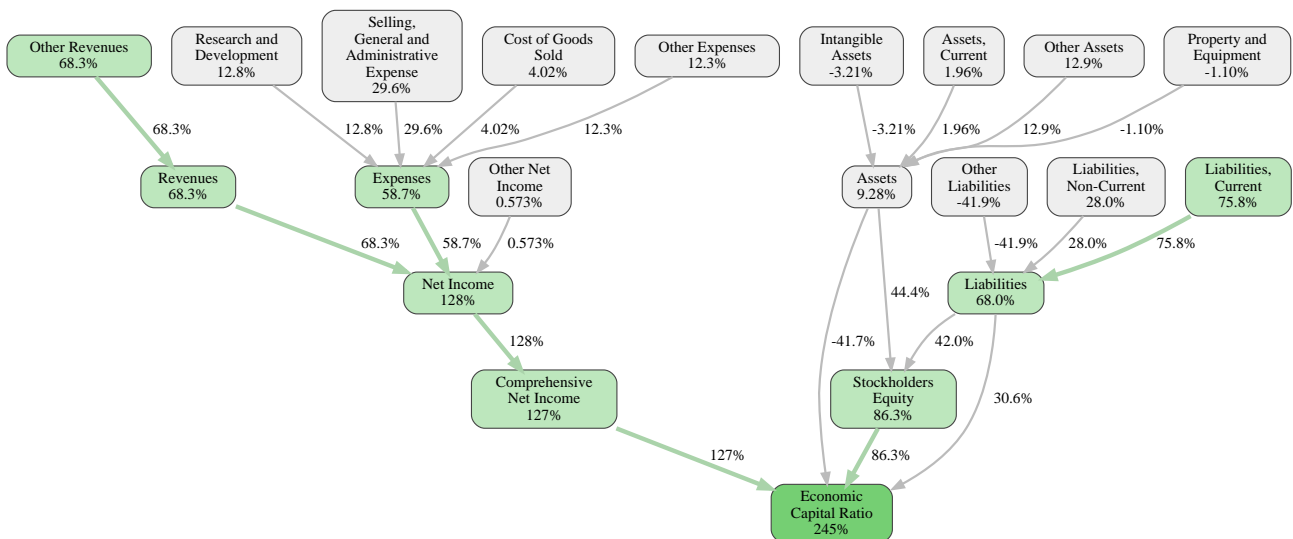 Other Revenues
68.3%
Research and
Development
12.8%
Selling,
General and
Administrative
Expense
29.6%
Cost of Goods
Sold
4.02%
Other Expenses
12.3%
Intangible
Assets
-3.21%
Assets,
Current
1.96%
Other Assets
12.9%
Property and
Equipment
-1.10%
68.3%
12.8%
29.6%
4.02%
12.3%
-3.21%
1.96%
12.9%
-1.10%
Revenues
68.3%
Expenses
58.7%
Other Net
Income
0.573%
Assets
9.28%
Other
Liabilities
-41.9%
Liabilities,
Non-Current
28.0%
Liabilities,
Current
75.8%
68.3%
58.7%
0.573%
-41.9%
28.0%
75.8%
Net Income
128%
44.4%
Liabilities
68.0%
128%
-41.7%
42.0%
Comprehensive
Net Income
127%
Stockholders
Equity
86.3%
30.6%
127%
86.3%
Economic
Capital Ratio
245%